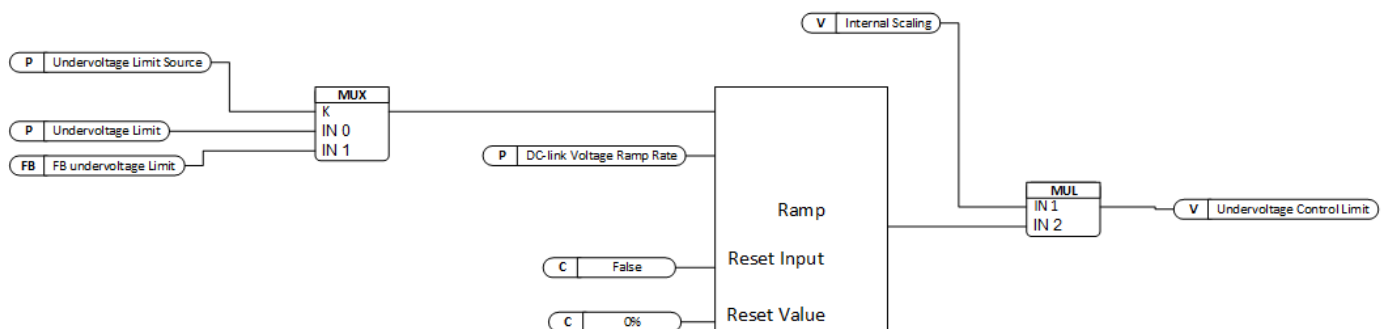 V Internal Scaling
P Undervoltage Limit Source
MUX
K
P Undervoltage Limit
IN 0
FB FB undervoltage Limit
IN 1
P DC-link Voltage Ramp Rate
MUL
IN 1
V Undervoltage Control Limit
Ramp
IN 2
Reset Input
C False
Reset Value
C 0%